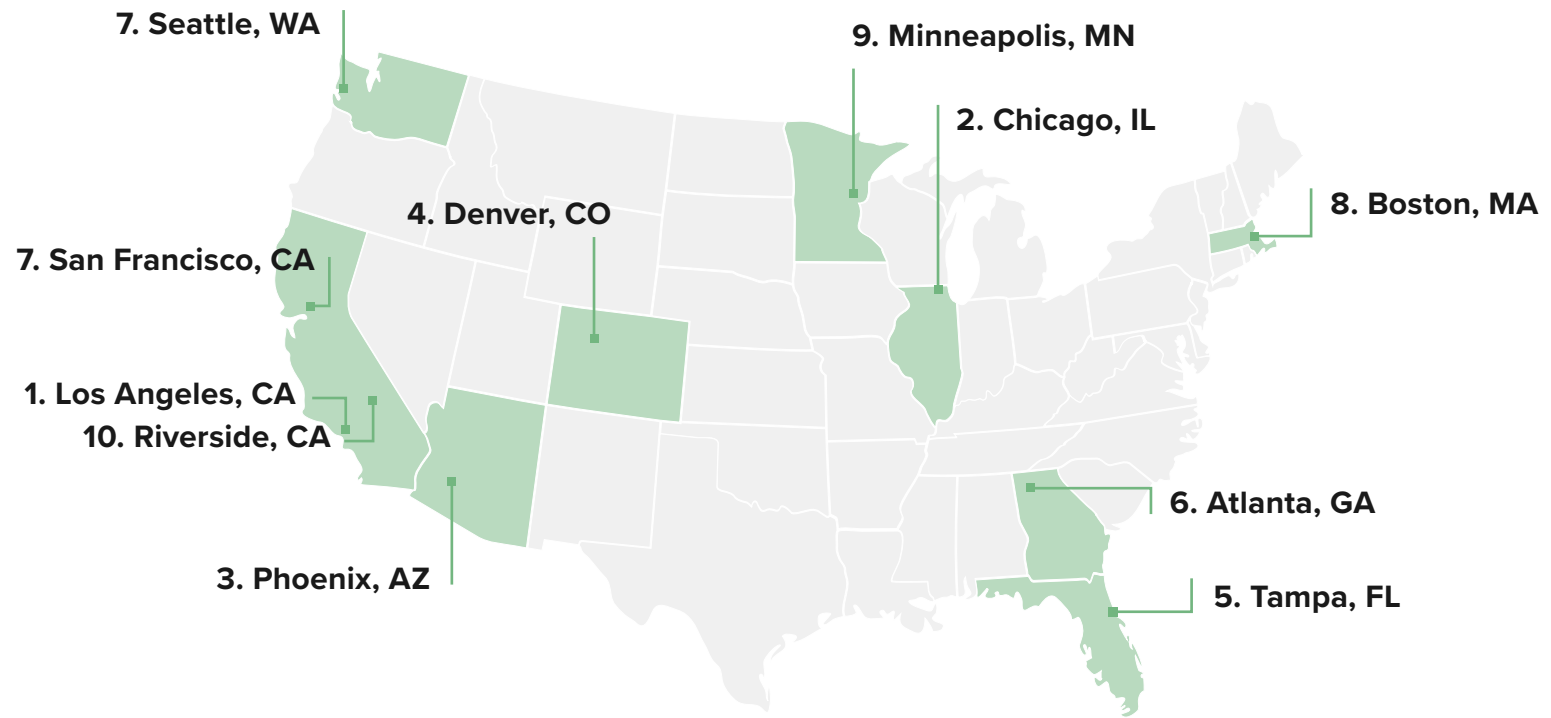 7. Seattle, WA
9. Minneapolis, MN
2. Chicago, IL
8. Boston, MA
4. Denver, CO
7. San Francisco, CA
1. Los Angeles, CA
10. Riverside, CA
6. Atlanta, GA
3. Phoenix, AZ
5. Tampa, FL